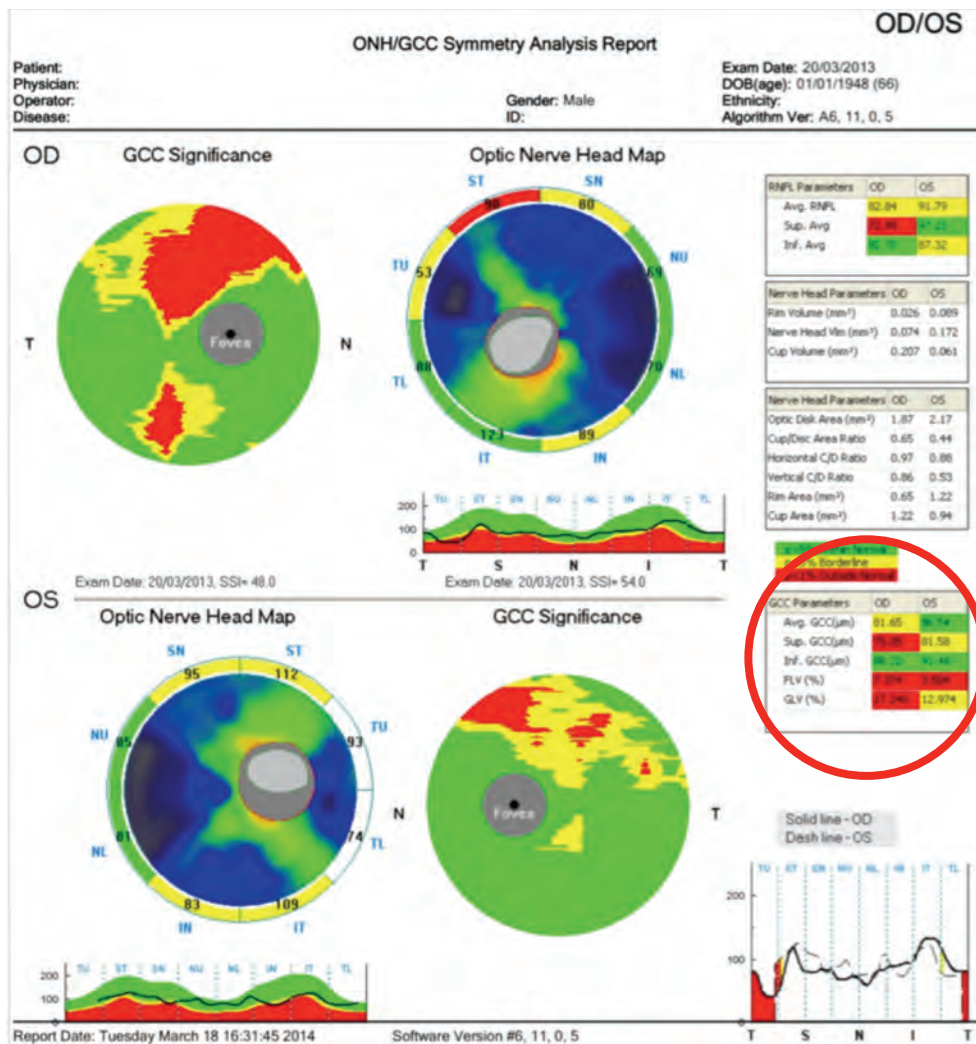 OD/OS
ONH/GCC Symmetry Analysis Report
Patient:
Physician:
Operator:
Disease:
Gender: Male
ID:
Exam Date: 20/03/2013
DOB(age): 01/01/1948 (66)
Ethnicity:
Algorithm Ver: A6, 11, 0, 5
OD
GCC Significance
T
Fovea
N
Optic Nerve Head Map
ST
SN
90
80
TU
NU
53
69
88
70
TL
NL
123
89
IT
IN
TU ST SN NU NL IN IT TL
200
100
0
T S N I T
RNFL Parameters OD OS
Avg. RNFL 82.84 91.79
Sup. Avg
Inf. Avg 87.32
Nerve Head Parameters OD OS
Rim Volume (mm³) 0.026 0.089
Nerve Head Vlm (mm³) 0.074 0.172
Cup Volume (mm³) 0.207 0.061
Nerve Head Parameters OD OS
Optic Disk Area (mm²) 1.87 2.17
Cup/Disc Area Ratio 0.65 0.44
Horizontal C/D Ratio 0.97 0.88
Vertical C/D Ratio 0.86 0.53
Rim Area (mm²) 0.65 1.22
Cup Area (mm²) 1.22 0.94
Borderline
Outside Normal
GCC Parameters OD OS
Avg. GCC(µm) 81.65
Sup. GCC(µm) 81.58
Inf. GCC(µm)
FLV (%)
GLV (%) 12.974
Exam Date: 20/03/2013, SSI= 48.0
Exam Date: 20/03/2013, SSI= 54.0
OS
Optic Nerve Head Map
SN
ST
95
112
NU
TU
85
93
81
74
NL
TL
83
109
IN
IT
TU ST SN NU NL IN IT TL
200
100
0
GCC Significance
N
Fovea
T
Solid line - OD
Dash line - OS
TU ST SN NU NL IN IT TL
200
100
0
T S N I T
Report Date: Tuesday March 18 16:31:45 2014
Software Version #6, 11, 0, 5